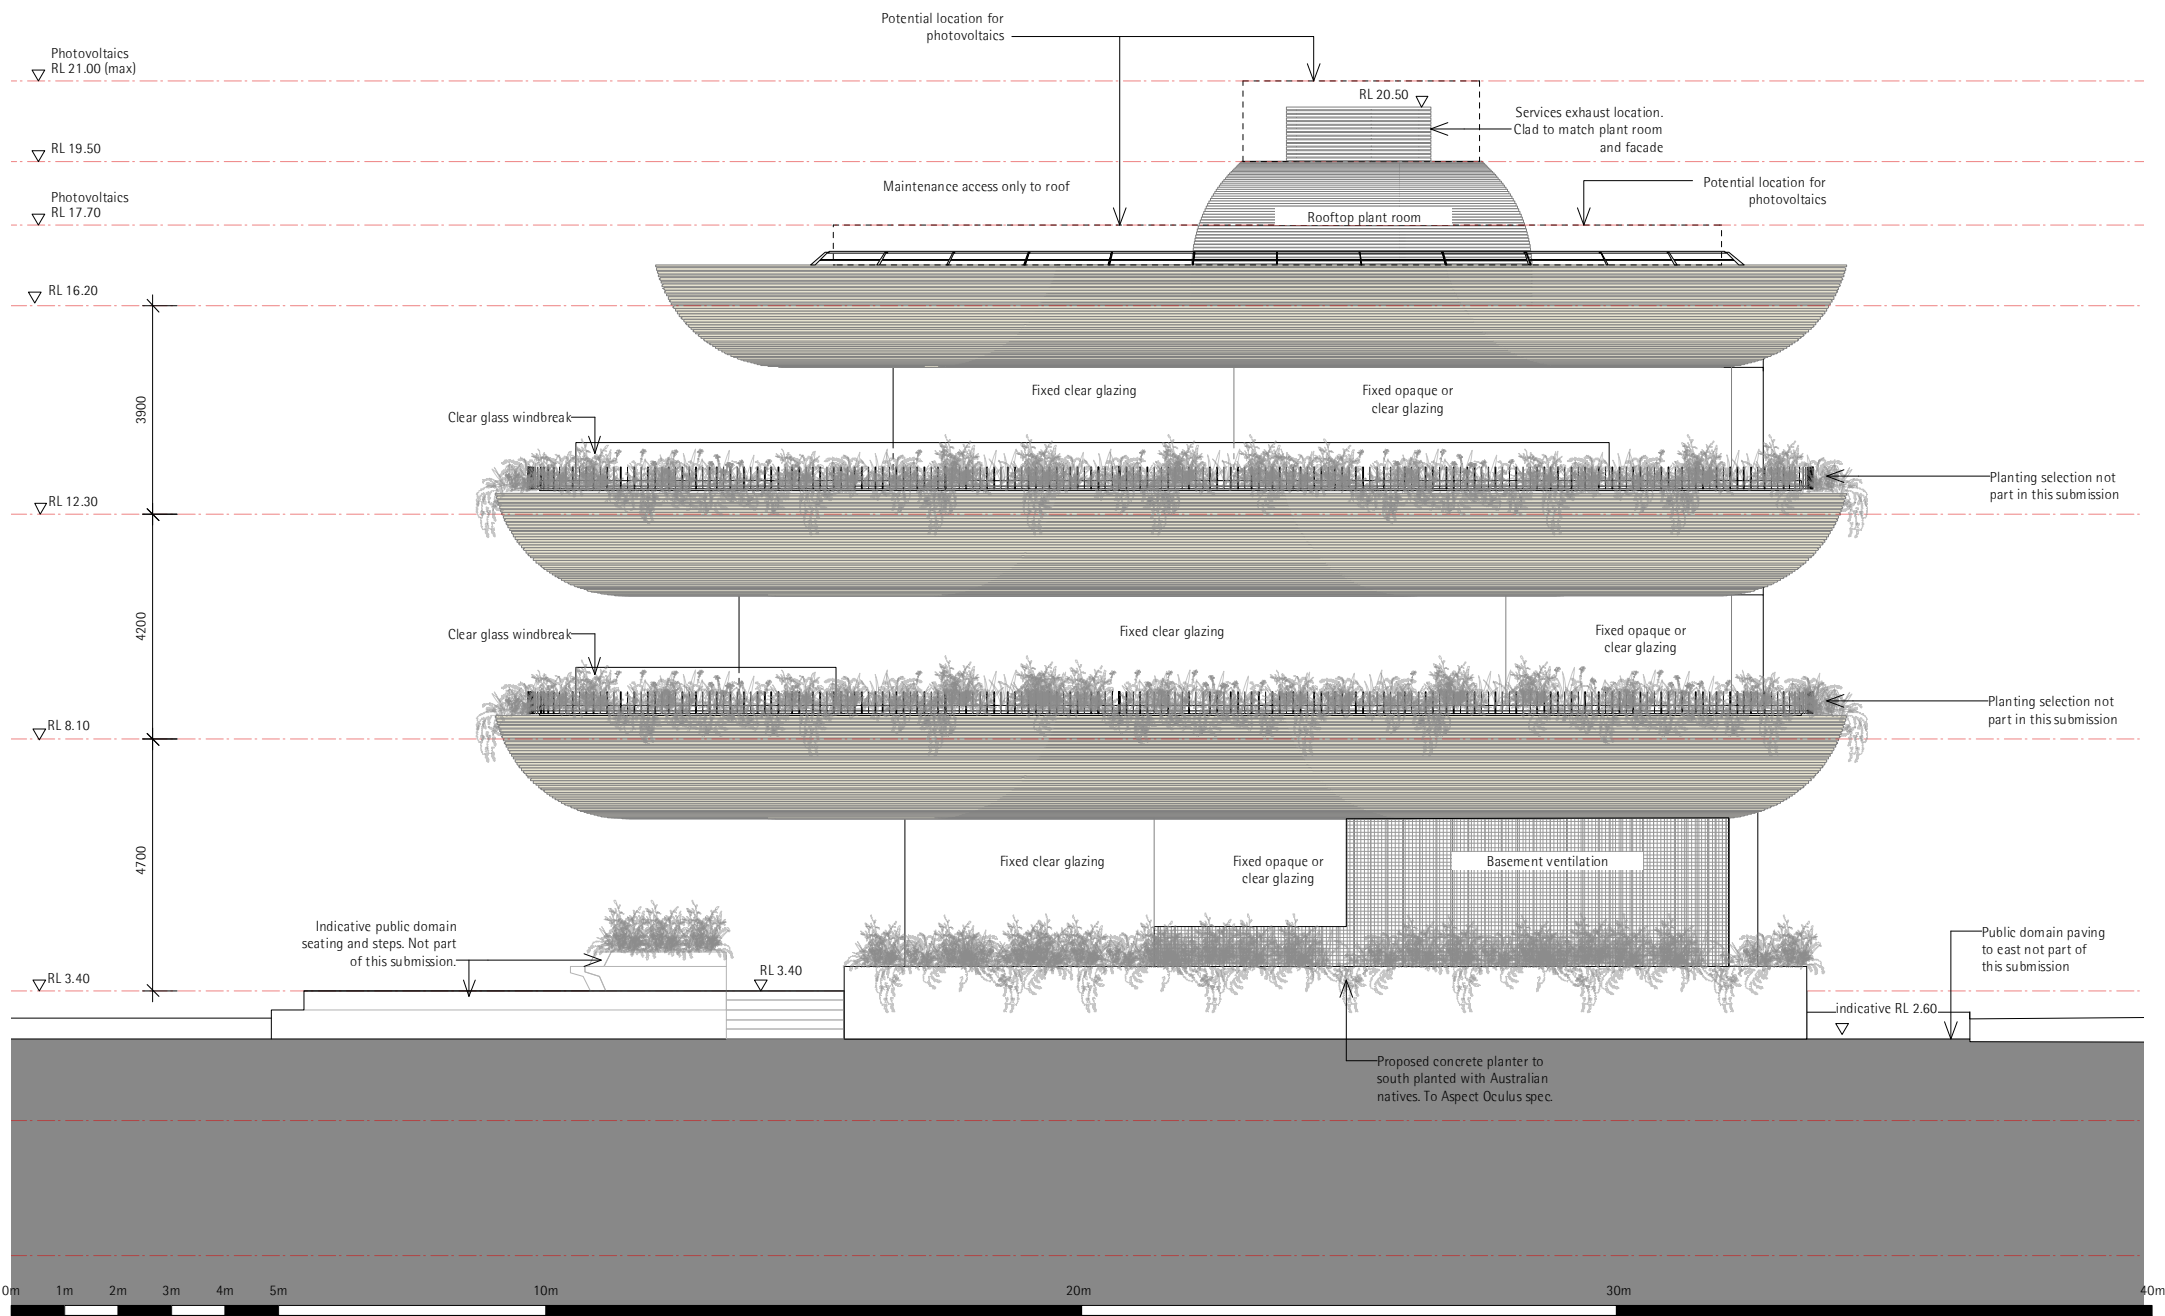 Potential location for
photovoltaics
Photovoltaics
RL 21.00 (max)
RL 20.50
Services exhaust location.
Clad to match plant room
and facade
RL 19.50
Maintenance access only to roof
Potential location for
photovoltaics
Photovoltaics
RL 17.70
Rooftop plant room
RL 16.20
3900
Fixed clear glazing
Fixed opaque or
clear glazing
Clear glass windbreak
Planting selection not
part in this submission
RL 12.30
4200
Fixed clear glazing
Fixed opaque or
clear glazing
Clear glass windbreak
Planting selection not
part in this submission
RL 8.10
4700
Fixed clear glazing
Fixed opaque or
clear glazing
Basement ventilation
Indicative public domain
seating and steps. Not part
of this submission.
Public domain paving
to east not part of
this submission
RL 3.40
RL 3.40
indicative RL 2.60
Proposed concrete planter to
south planted with Australian
natives. To Aspect Oculus spec.
0m 1m 2m 3m 4m 5m 10m 20m 30m 40m